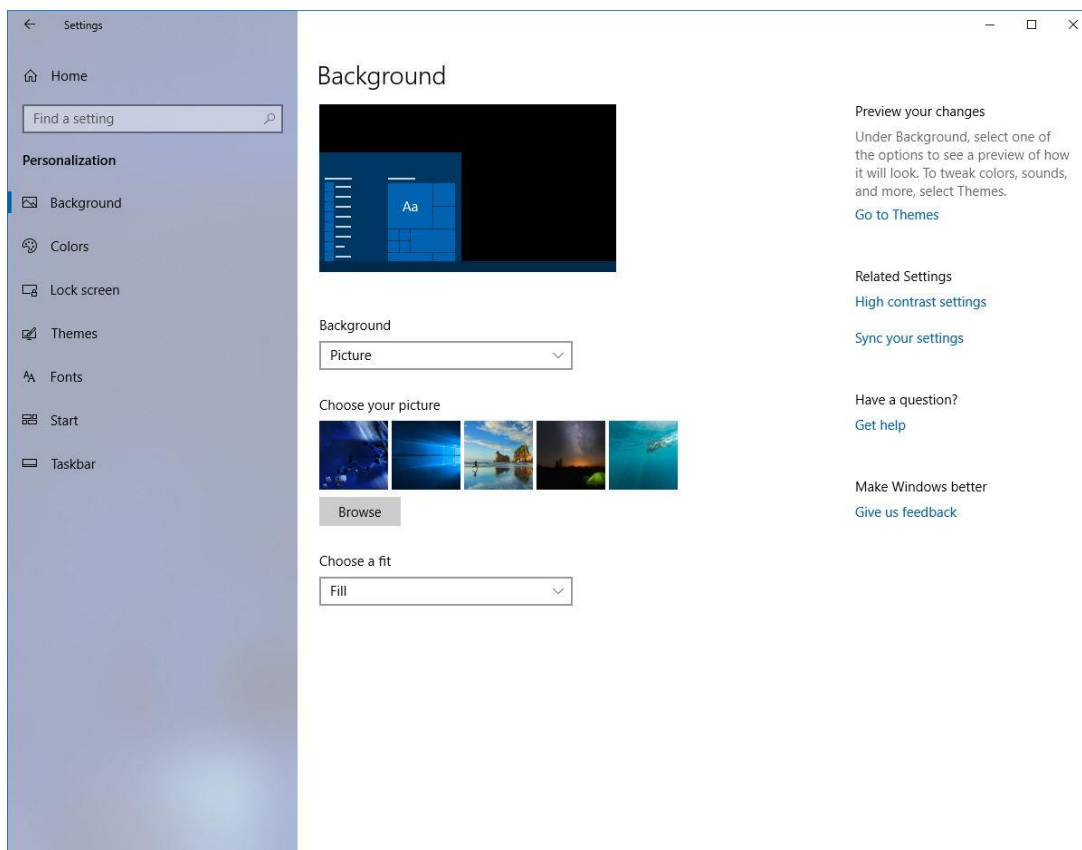 Settings
Home
Find a setting
Personalization
Background
Colors
Lock screen
Themes
Fonts
Start
Taskbar
Background
Aa
Background
Picture
Choose your picture
Browse
Choose a fit
Fill
Preview your changes
Under Background, select one of
the options to see a preview of how
it will look. To tweak colors, sounds,
and more, select Themes.
Go to Themes
Related Settings
High contrast settings
Sync your settings
Have a question?
Get help
Make Windows better
Give us feedback